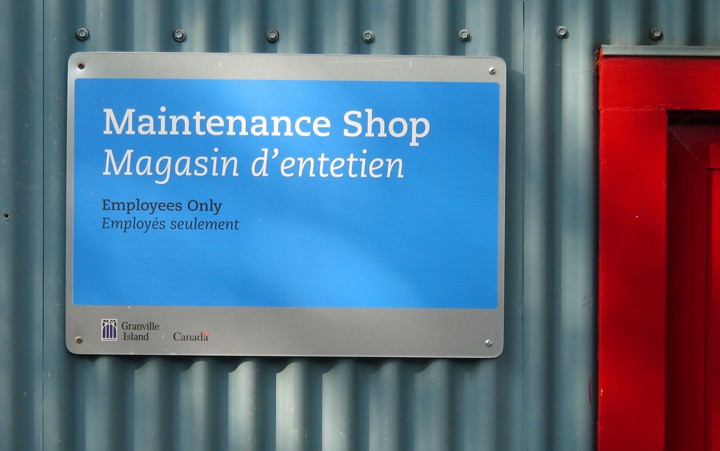 Maintenance Shop
Magasin d'entetien
Employees Only
Employés seulement
Granville
Island
Canada